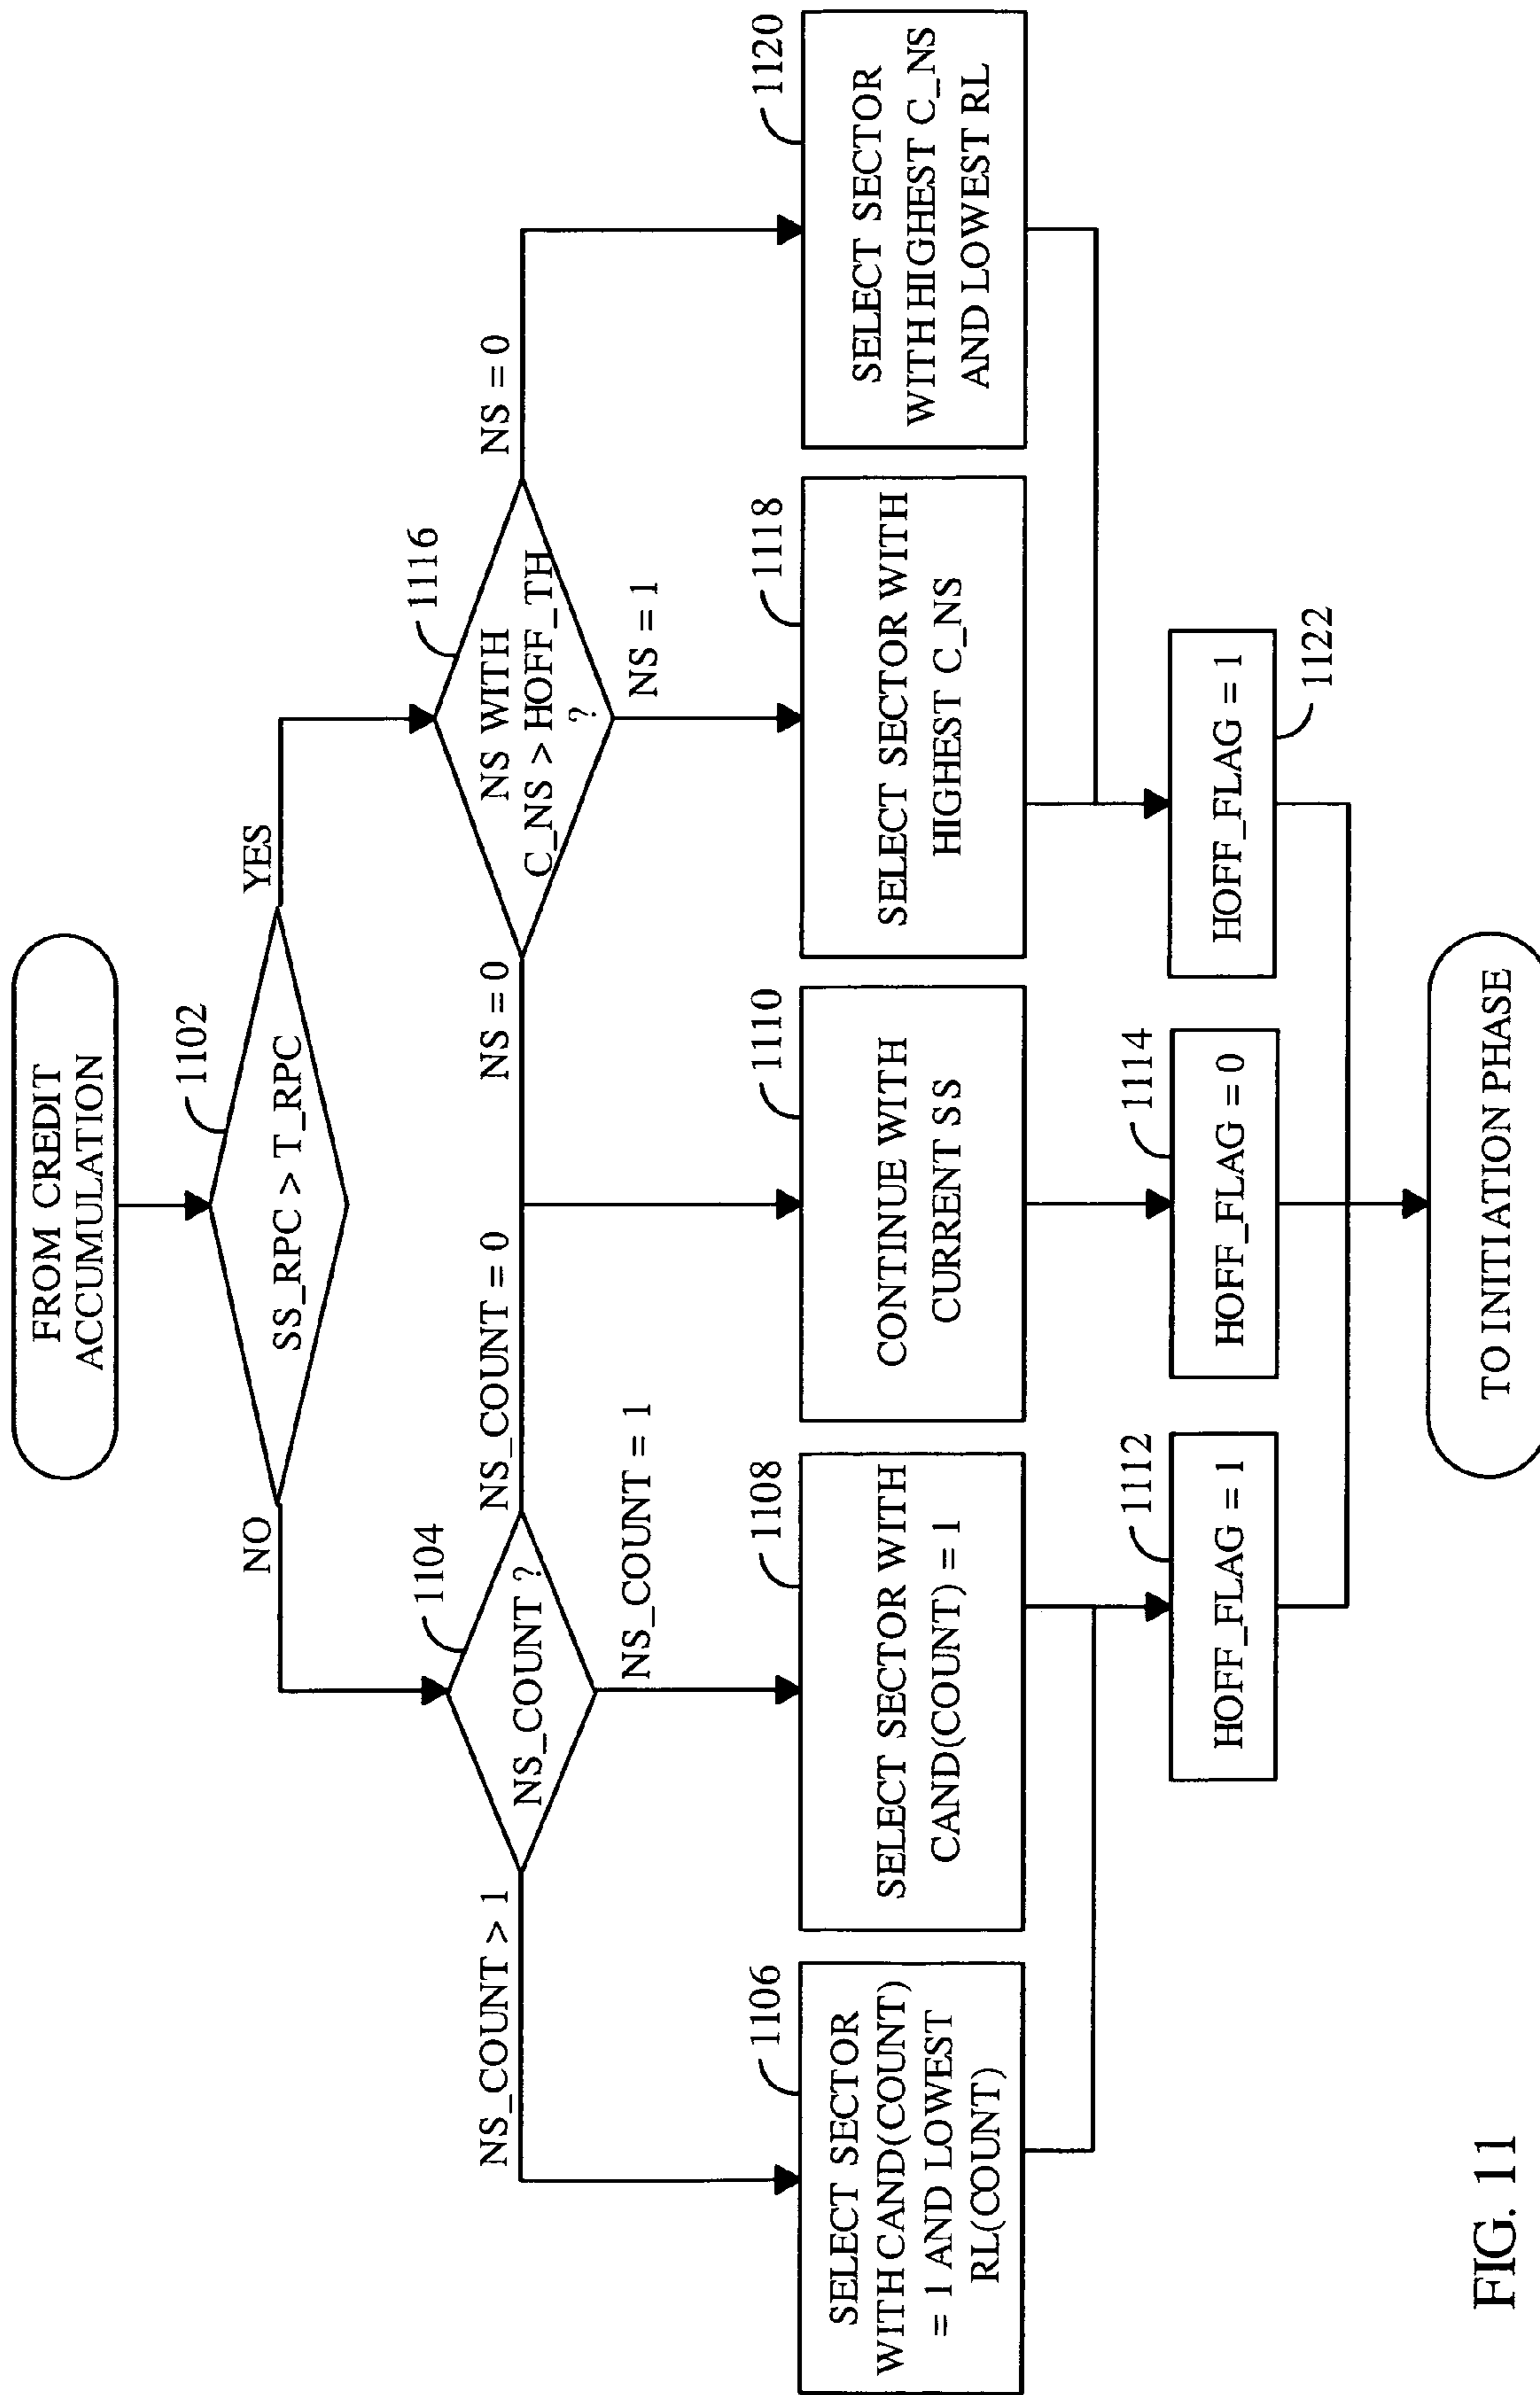 FROM CREDIT
ACCUMULATION
1102
SS_RPC > T_RPC
NO
YES
1104
NS_COUNT ?
NS_COUNT > 1
NS_COUNT = 1
NS_COUNT = 0
1116
NS WITH
C_NS > HOFF_TH
?
NS = 0
NS = 1
NS = 0
1106
SELECT SECTOR
WITH CAND(COUNT)
= 1 AND LOWEST
RL(COUNT)
1108
SELECT SECTOR WITH
CAND(COUNT) = 1
1110
CONTINUE WITH
CURRENT SS
1118
SELECT SECTOR WITH
HIGHEST C_NS
1120
SELECT SECTOR
WITH HIGHEST C_NS
AND LOWEST RL
1112
HOFF_FLAG = 1
1114
HOFF_FLAG = 0
HOFF_FLAG = 1
1122
TO INITIATION PHASE
FIG. 11